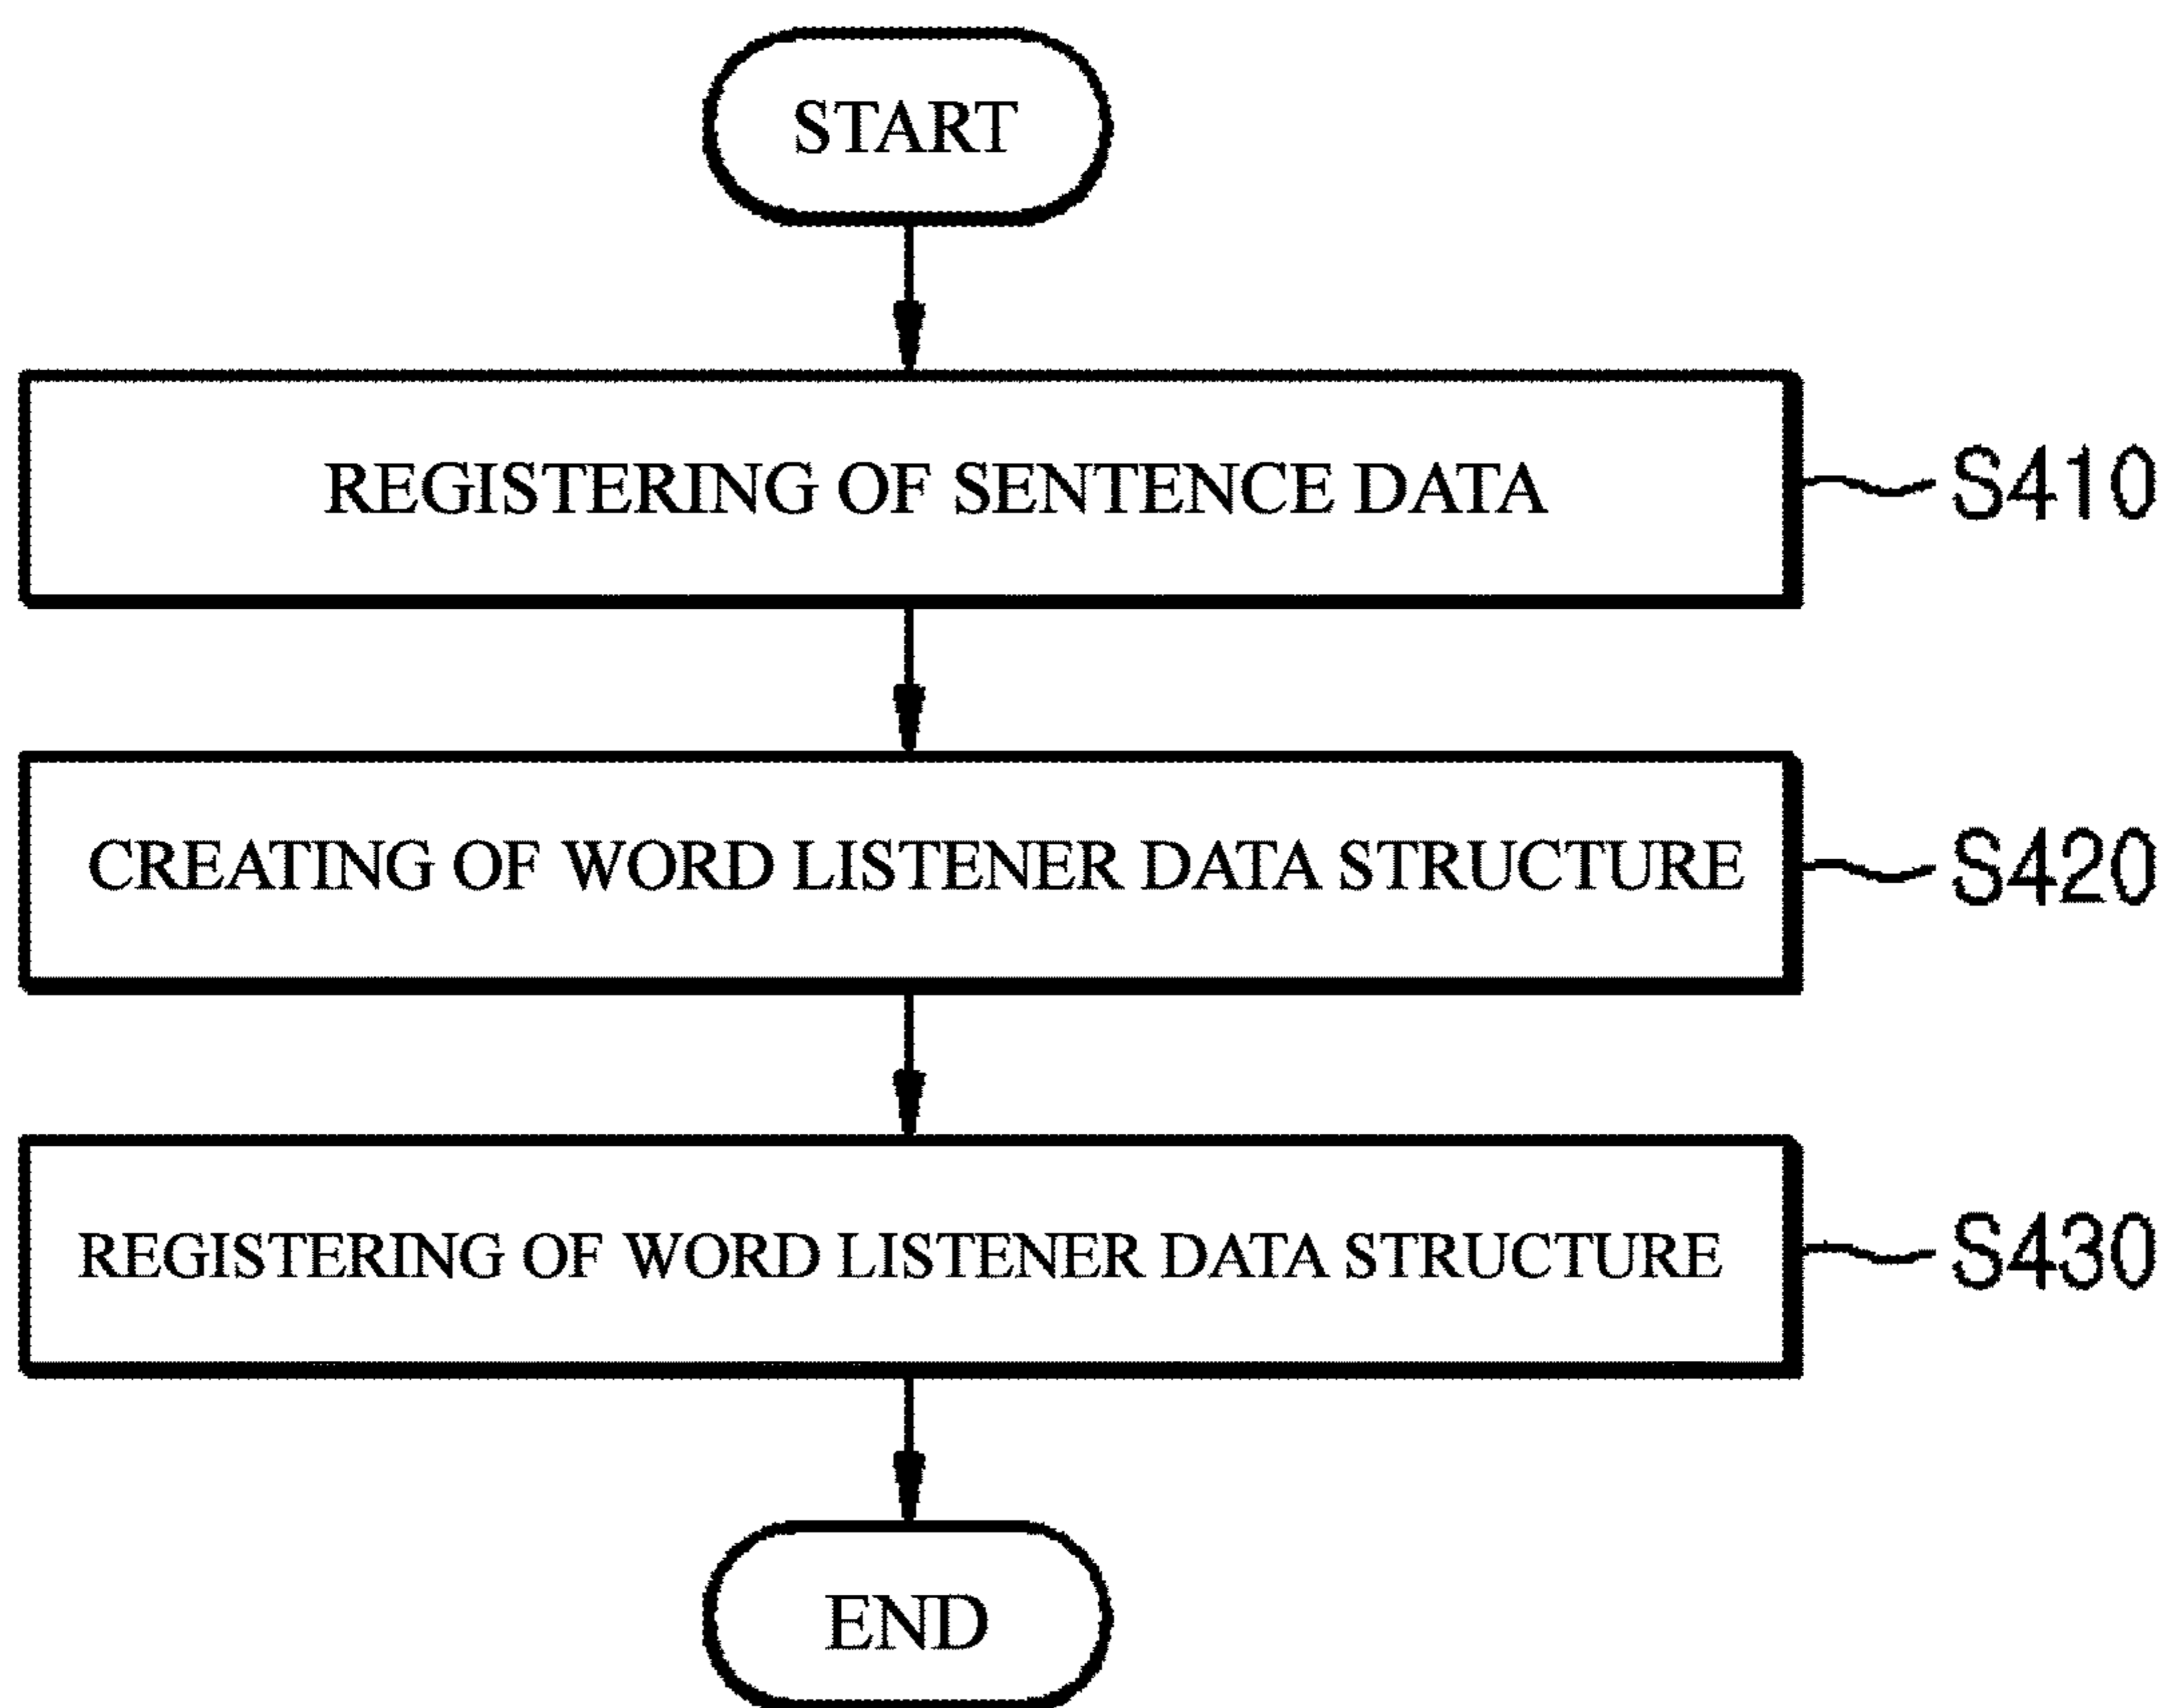 START
REGISTERING OF SENTENCE DATA
S410
CREATING OF WORD LISTENER DATA STRUCTURE
S420
REGISTERING OF WORD LISTENER DATA STRUCTURE
S430
END